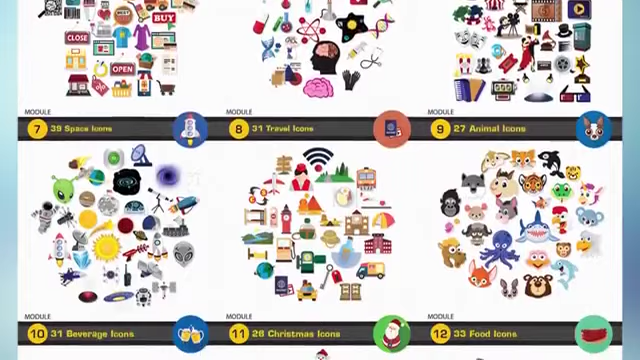 BUY
CLOSE
OPEN
MODULE
MODULE
MODULE
7 39 Space Icons
8 31 Travel Icons
9 27 Animal Icons
MODULE
MODULE
MODULE
10 31 Beverage Icons
11 26 Christmas Icons
12 33 Food Icons